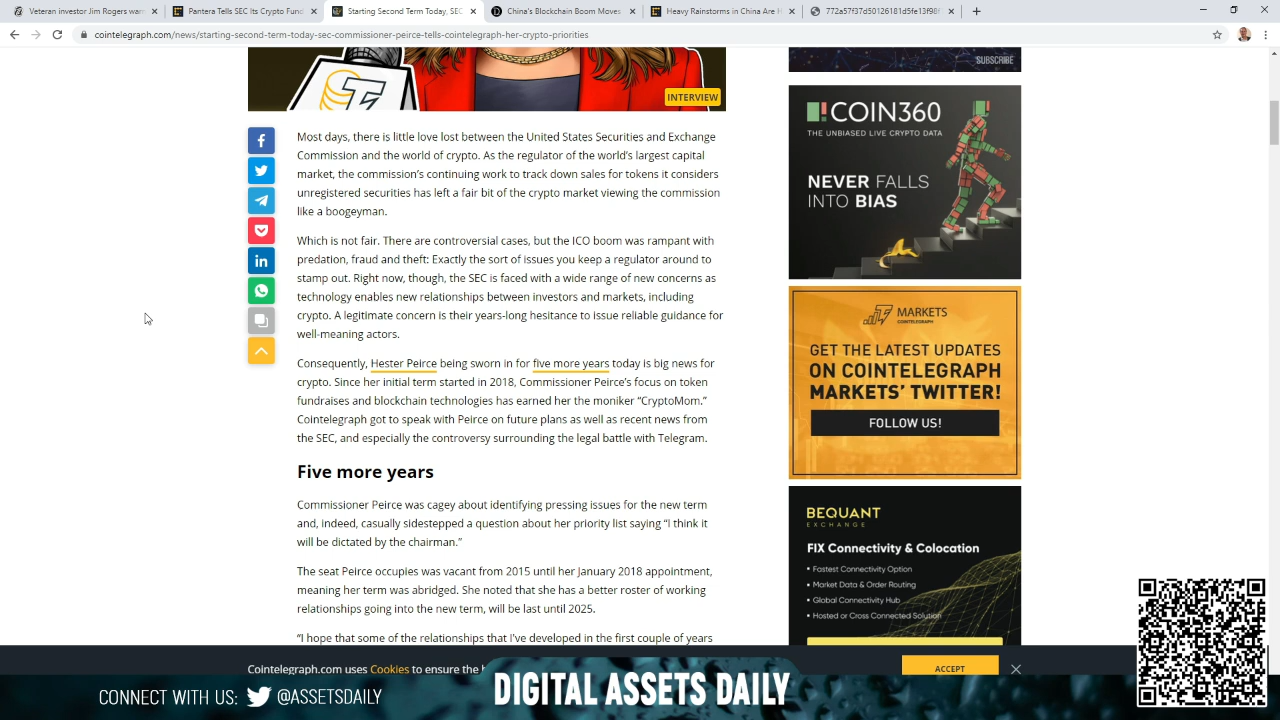 Jorge Wars
Pantera Capital's Crypto Fund
Starting Second Term Today, SEC
Peirce on Telegram SEC
China's Blockchain Boom Moves
Heavy Reigns
in China Are H
772a57d7f5285d7615e13f98f
cointelegraph.com/news/starting-second-term-today-sec-commissioner-peirce-tells-cointelegraph-her-crypto-priorities
INTERVIEW
SUBSCRIBE
COIN360
THE UNBIASED LIVE CRYPTO DATA
NEVER FALLS
INTO BIAS
Most days, there is little love lost between the United States Securities and Exchange
Commission and the world of crypto. As the regulator of the world's largest capital
market, the commission's continuing work to track down sales for tokens it considers
unregistered securities has left a fair bit of the crypto market viewing the commission
like a boogeyman.
Which is not fair. There are controversial cases, but the ICO boom was rampant with
predation, fraud and theft: Exactly the sort of issues you keep a regulator around to
stamp out. Right now, though, the SEC is faced with a wide range of new concerns as
technology enables new relationships between investors and markets, including
crypto. A legitimate concern is their years-long hesitance to issue reliable guidance for
well-meaning actors.
Consequently, Hester Peirce being sworn in for five more years today is big news for
crypto. Since her initial term started in 2018, Commissioner Peirce's focus on token
fundraises and blockchain technologies has earned her the moniker "CryptoMom."
Cointelegraph got to speak with Peirce on future plans as well as recent news from
the SEC, and especially the controversy surrounding the legal battle with Telegram.
Five more years
Commissioner Peirce was cagey about identifying pressing issues for the new term
and, indeed, casually sidestepped a question about her priority list saying "I think it
will be dictated by the chairman."
The seat Peirce occupies was vacant from 2015 until her January 2018 appointment,
meaning her term was shortened. She noted that she has a better roster of working
relationships going into the new term, will be last until 2025.
"I hope that some of the relationships that I've developed in the first couple of years
MARKETS
COINTELEGRAPH
GET THE LATEST UPDATES
ON COINTELEGRAPH
MARKETS' TWITTER!
FOLLOW US!
BEQUANT
EXCHANGE
FIX Connectivity & Colocation
• Fastest Connectivity Option
• Market Data & Order Routing
• Global Connectivity Hub
• Hosted or Cross Connected Solution
Cointelegraph.com uses Cookies to ensure the b
ACCEPT
CONNECT WITH US: @ASSETSDAILY
DIGITAL ASSETS DAILY